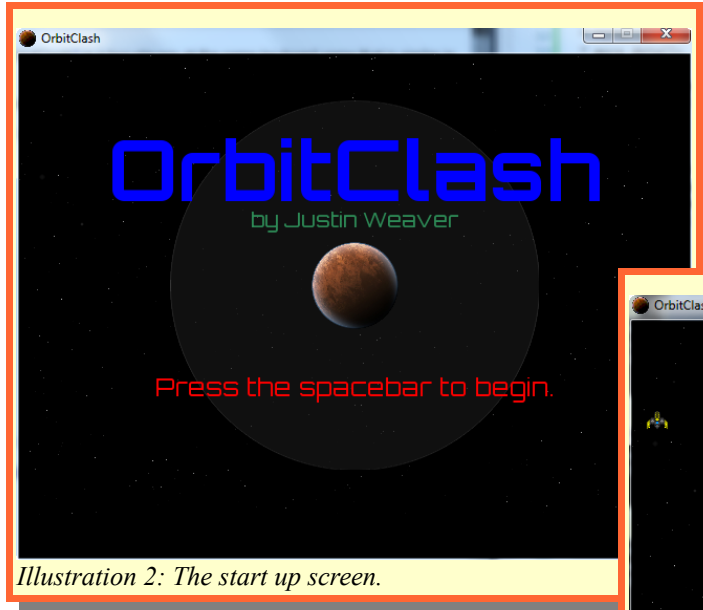 OrbitClash
OrbitClash
by Justin Weaver
Press the spacebar to begin.
OrbitClas
Illustration 2: The start up screen.